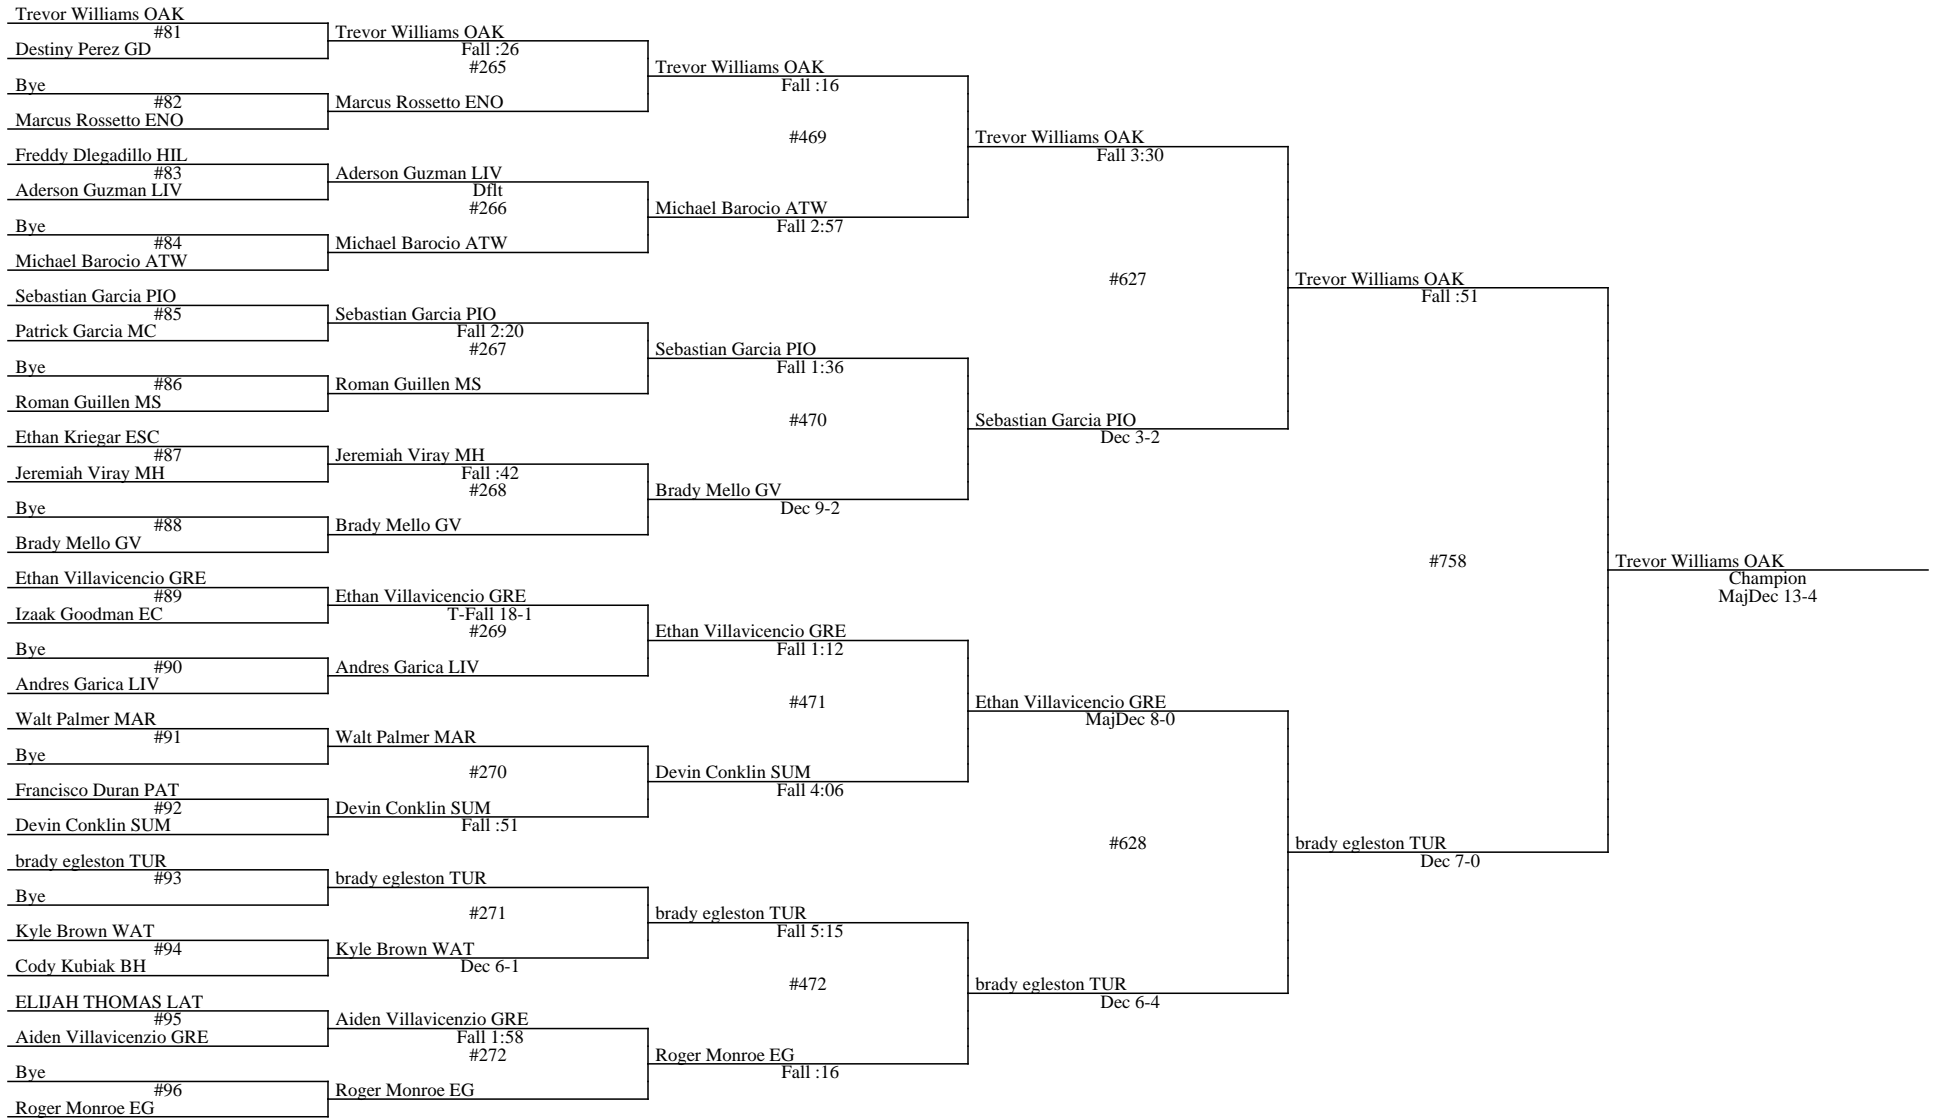 Trevor Williams OAK
#81
Destiny Perez GD
Bye
#82
Marcus Rossetto ENO
Freddy Dlegadillo HIL
#83
Aderson Guzman LIV
Bye
#84
Michael Barocio ATW
Sebastian Garcia PIO
#85
Patrick Garcia MC
Bye
#86
Roman Guillen MS
Ethan Kriegar ESC
#87
Jeremiah Viray MH
Bye
#88
Brady Mello GV
Ethan Villavicencio GRE
#89
Izaak Goodman EC
Bye
#90
Andres Garica LIV
Walt Palmer MAR
#91
Bye
Francisco Duran PAT
#92
Devin Conklin SUM
brady egleston TUR
#93
Bye
Kyle Brown WAT
#94
Cody Kubiak BH
ELIJAH THOMAS LAT
#95
Aiden Villavicenzio GRE
Bye
#96
Roger Monroe EG
Trevor Williams OAK
Fall :26
#265
Marcus Rossetto ENO
Aderson Guzman LIV
Dflt
#266
Michael Barocio ATW
Sebastian Garcia PIO
Fall 2:20
#267
Roman Guillen MS
Jeremiah Viray MH
Fall :42
#268
Brady Mello GV
Ethan Villavicencio GRE
T-Fall 18-1
#269
Andres Garica LIV
Walt Palmer MAR
#270
Devin Conklin SUM
Fall :51
brady egleston TUR
#271
Kyle Brown WAT
Dec 6-1
Aiden Villavicenzio GRE
Fall 1:58
#272
Roger Monroe EG
Trevor Williams OAK
Fall :16
#469
Michael Barocio ATW
Fall 2:57
Sebastian Garcia PIO
Fall 1:36
#470
Brady Mello GV
Dec 9-2
Ethan Villavicencio GRE
Fall 1:12
#471
Devin Conklin SUM
Fall 4:06
brady egleston TUR
Fall 5:15
#472
Roger Monroe EG
Fall :16
Trevor Williams OAK
Fall 3:30
#627
Sebastian Garcia PIO
Dec 3-2
Ethan Villavicencio GRE
MajDec 8-0
#628
brady egleston TUR
Dec 6-4
Trevor Williams OAK
Fall :51
#758
brady egleston TUR
Dec 7-0
Trevor Williams OAK
Champion
MajDec 13-4